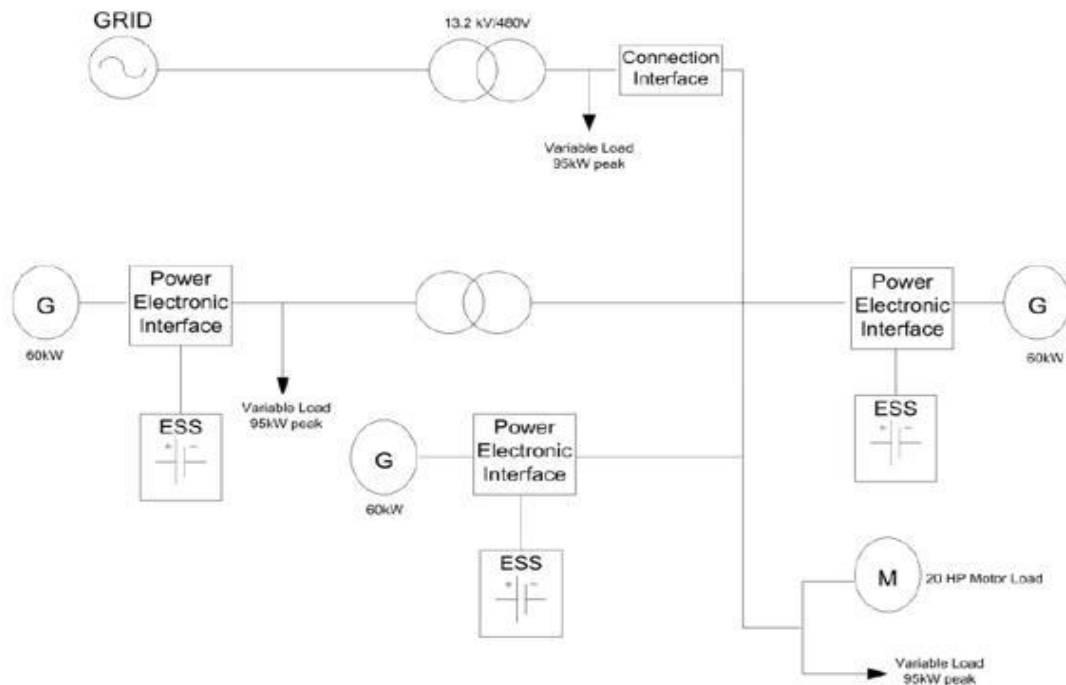 GRID
13.2 kV/480V
Connection
Interface
Variable Load
95kW peak
G
60kW
Power
Electronic
Interface
Variable Load
95kW peak
ESS
+ −
G
60kW
Power
Electronic
Interface
ESS
+ −
Power
Electronic
Interface
G
60kW
ESS
+ −
M
20 HP Motor Load
Variable Load
95kW peak